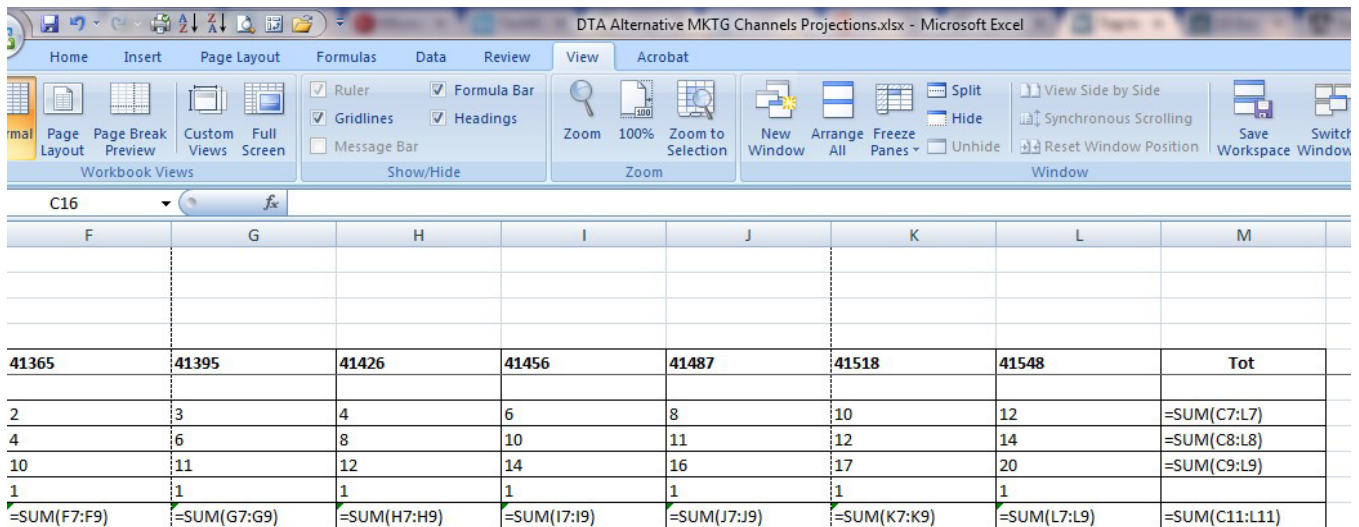 DTA Alternative MKTG Channels Projections.xlsx - Microsoft Excel
Home Insert Page Layout Formulas Data Review View Acrobat
Ruler Formula Bar
Gridlines Headings
Message Bar
Page Layout
Page Break Preview
Custom Views
Full Screen
Zoom
100%
Zoom to Selection
New Window
Arrange All
Freeze Panes
Split
Hide
Unhide
View Side by Side
Synchronous Scrolling
Reset Window Position
Save Workspace
Workbook Views Show/Hide Zoom Window
C16 fx
F G H I J K L M
41365 41395 41426 41456 41487 41518 41548 Tot
2 3 4 6 8 10 12 =SUM(C7:L7)
4 6 8 10 11 12 14 =SUM(C8:L8)
10 11 12 14 16 17 20 =SUM(C9:L9)
1 1 1 1 1 1 1
=SUM(F7:F9) =SUM(G7:G9) =SUM(H7:H9) =SUM(I7:I9) =SUM(J7:J9) =SUM(K7:K9) =SUM(L7:L9) =SUM(C11:L11)